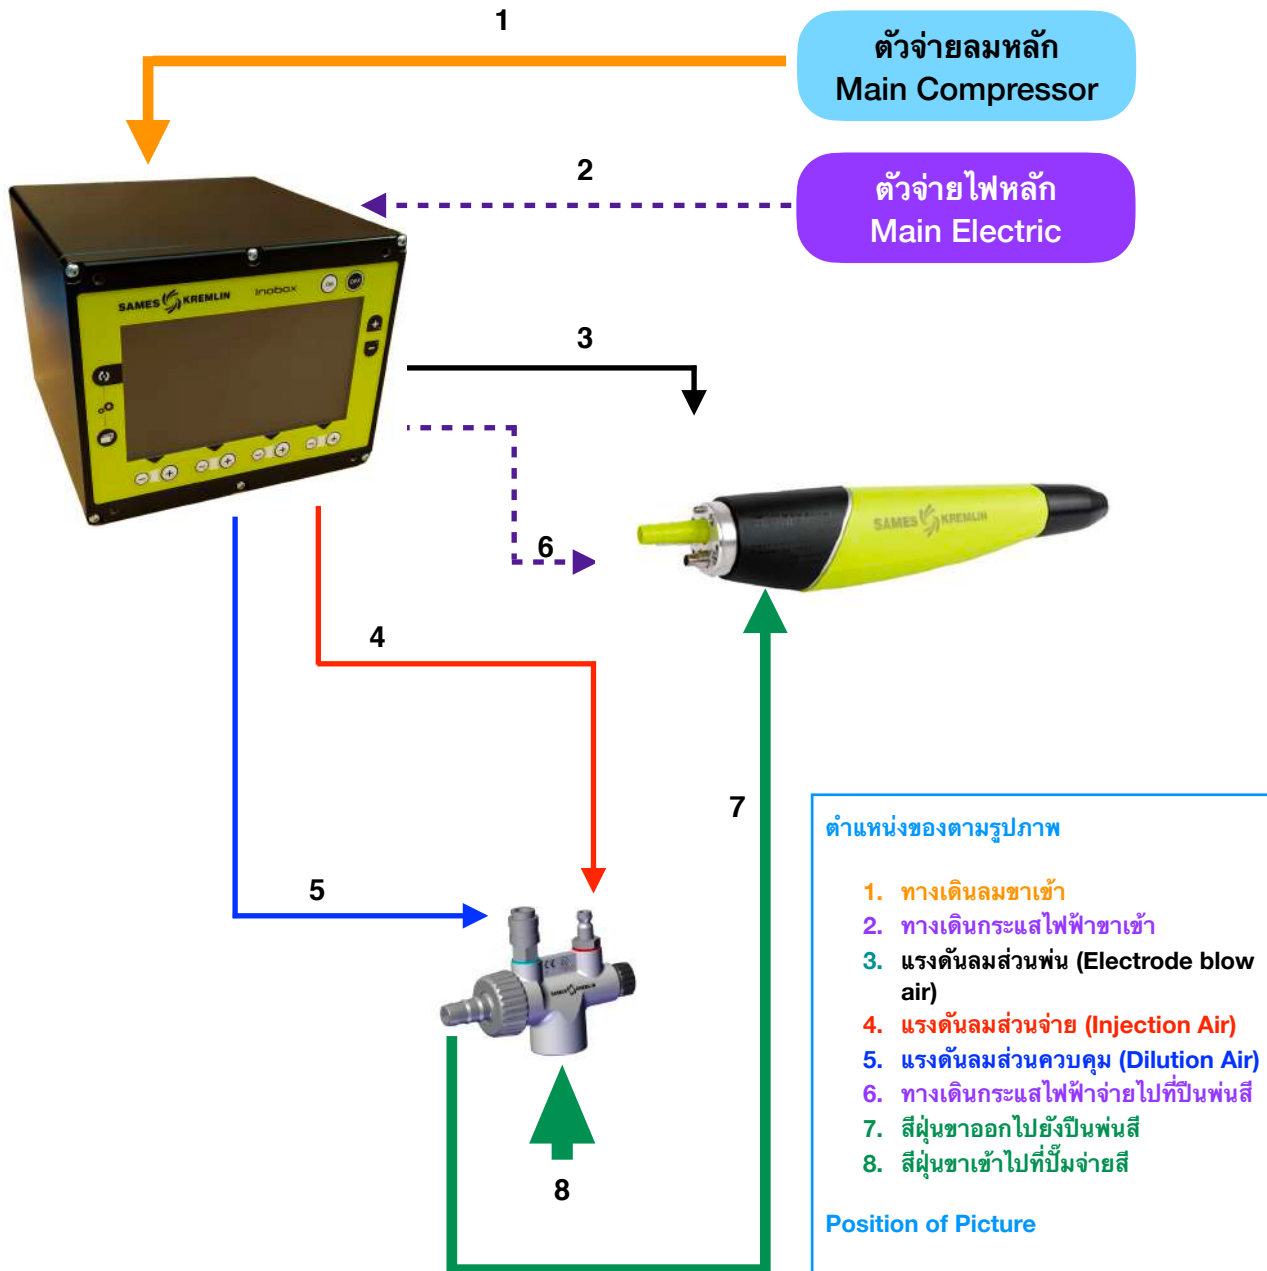 1
ตัวจ่ายลมหลัก
Main Compressor
2
ตัวจ่ายไฟหลัก
Main Electric
SAMES KREMLIN
Inobox
ON
OFF
3
SAMES KREMLIN
6
4
7
5
SAMES KREMLIN
8
ตำแหน่งของตามรูปภาพ
1. ทางเดินลมขาเข้า
2. ทางเดินกระแสไฟฟ้าขาเข้า
3. แรงดันลมส่วนพ่น (Electrode blow
air)
4. แรงดันลมส่วนจ่าย (Injection Air)
5. แรงดันลมส่วนควบคุม (Dilution Air)
6. ทางเดินกระแสไฟฟ้าจ่ายไปที่ปืนพ่นสี
7. สีฝุ่นขาออกไปยังปืนพ่นสี
8. สีฝุ่นขาเข้าไปที่ปั๊มจ่ายสี
Position of Picture